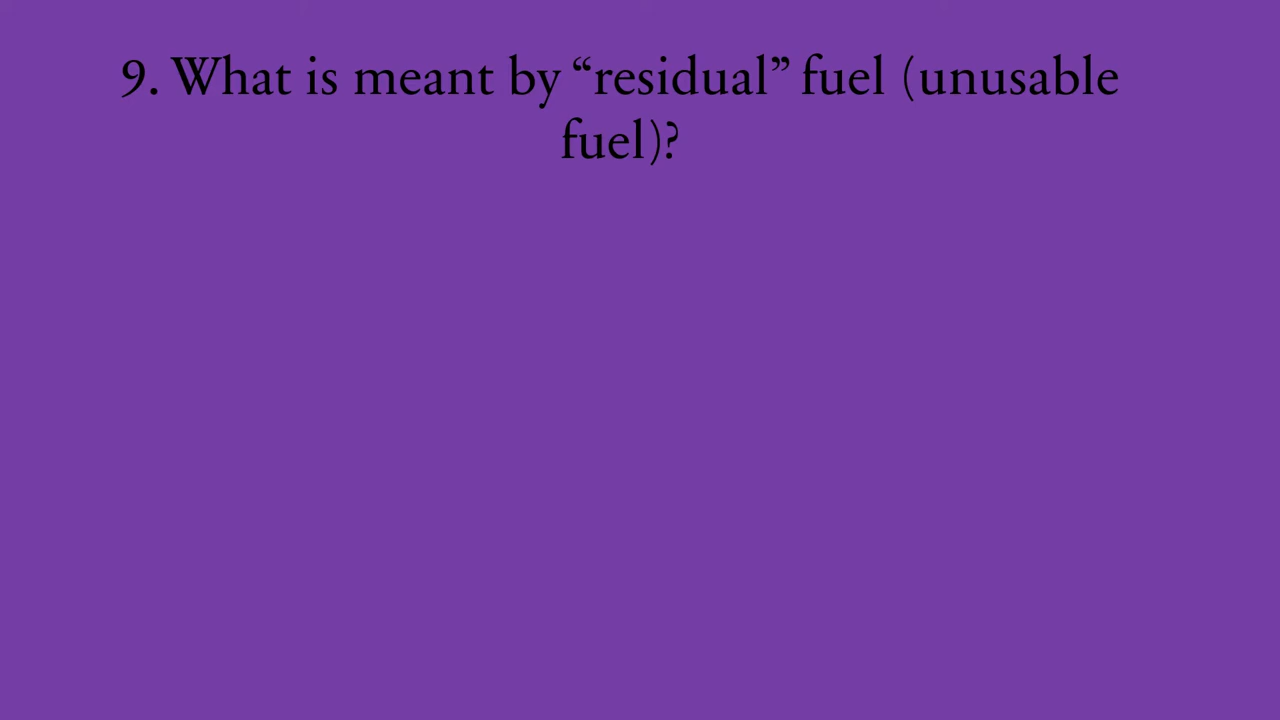 9. What is meant by “residual” fuel (unusable
fuel)?